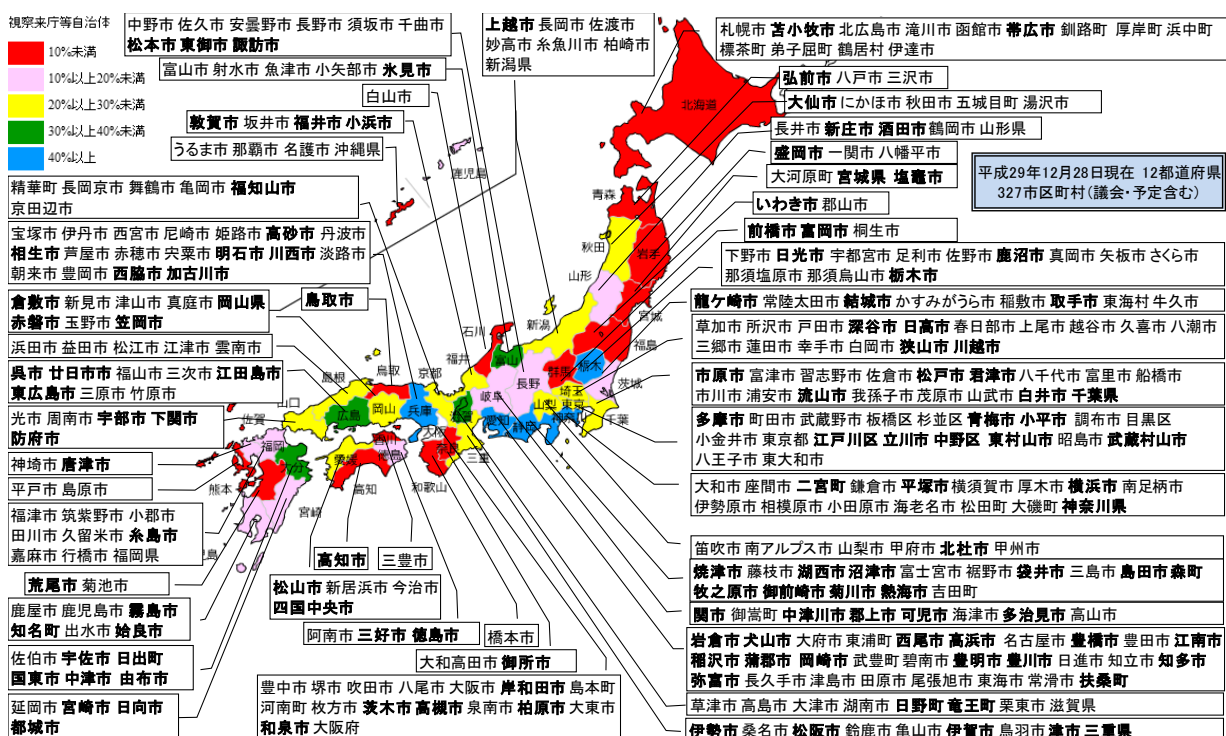 視察来庁等自治体
10%未満
10%以上20%未満
20%以上30%未満
30%以上40%未満
40%以上
中野市 佐久市 安曇野市 長野市 須坂市 千曲市
松本市 東御市 諏訪市
富山市 射水市 魚津市 小矢部市 氷見市
白山市
敦賀市 坂井市 福井市 小浜市
うるま市 那覇市 名護市 沖縄県
精華町 長岡京市 舞鶴市 亀岡市 福知山市
京田辺市
宝塚市 伊丹市 西宮市 尼崎市 姫路市 高砂市 丹波市
相生市 芦屋市 赤穂市 宍粟市 明石市 川西市 淡路市
朝来市 豊岡市 西脇市 加古川市
倉敷市 新見市 津山市 真庭市 岡山県
赤磐市 玉野市 笠岡市
鳥取市
浜田市 益田市 松江市 江津市 雲南市
呉市 廿日市市 福山市 三次市 江田島市
東広島市 三原市 竹原市
光市 周南市 宇部市 下関市
防府市
神埼市 唐津市
平戸市 島原市
福津市 筑紫野市 小郡市
田川市 久留米市 糸島市
嘉麻市 行橋市 福岡県
荒尾市 菊池市
鹿屋市 鹿児島市 霧島市
知名町 出水市 姶良市
佐伯市 宇佐市 日出町
国東市 中津市 由布市
延岡市 宮崎市 日向市
都城市
上越市 長岡市 佐渡市
妙高市 糸魚川市 柏崎市
新潟県
札幌市 苫小牧市 北広島市 滝川市 函館市 帯広市 釧路町 厚岸町 浜中町
標茶町 弟子屈町 鶴居村 伊達市
弘前市 八戸市 三沢市
大仙市 にかほ市 秋田市 五城目町 湯沢市
長井市 新庄市 酒田市 鶴岡市 山形県
盛岡市 一関市 八幡平市
大河原町 宮城県 塩竈市
平成29年12月28日現在 12都道府県
327市区町村(議会・予定含む)
いわき市 郡山市
前橋市 富岡市 桐生市
下野市 日光市 宇都宮市 足利市 佐野市 鹿沼市 真岡市 矢板市 さくら市
那須塩原市 那須烏山市 栃木市
龍ケ崎市 常陸太田市 結城市 かすみがうら市 稲敷市 取手市 東海村 牛久市
草加市 所沢市 戸田市 深谷市 日高市 春日部市 上尾市 越谷市 久喜市 八潮市
三郷市 蓮田市 幸手市 白岡市 狭山市 川越市
市原市 富津市 習志野市 佐倉市 松戸市 君津市 八千代市 富里市 船橋市
市川市 浦安市 流山市 我孫子市 茂原市 山武市 白井市 千葉県
多摩市 町田市 武蔵野市 板橋区 杉並区 青梅市 小平市 調布市 目黒区
小金井市 東京都 江戸川区 立川市 中野区 東村山市 昭島市 武蔵村山市
八王子市 東大和市
大和市 座間市 二宮町 鎌倉市 平塚市 横須賀市 厚木市 横浜市 南足柄市
伊勢原市 相模原市 小田原市 海老名市 松田町 大磯町 神奈川県
笛吹市 南アルプス市 山梨市 甲府市 北杜市 甲州市
焼津市 藤枝市 湖西市 沼津市 富士宮市 裾野市 袋井市 三島市 島田市 森町
牧之原市 御前崎市 菊川市 熱海市 吉田町
関市 御嵩町 中津川市 郡上市 可児市 海津市 多治見市 高山市
岩倉市 犬山市 大府市 東浦町 西尾市 高浜市 名古屋市 豊橋市 豊田市 江南市
稲沢市 蒲郡市 岡崎市 武豊町 碧南市 豊明市 豊川市 日進市 知立市 知多市
弥富市 長久手市 津島市 田原市 尾張旭市 東海市 常滑市 扶桑町
草津市 高島市 大津市 湖南市 日野町 竜王町 栗東市 滋賀県
伊勢市 桑名市 松阪市 鈴鹿市 亀山市 伊賀市 鳥羽市 津市 三重県
高知市
三豊市
松山市 新居浜市 今治市
四国中央市
阿南市 三好市 徳島市
橋本市
大和高田市 御所市
豊中市 堺市 吹田市 八尾市 大阪市 岸和田市 島本町
河南町 枚方市 茨木市 高槻市 泉南市 柏原市 大東市
和泉市 大阪府
北海道
青森
秋田
岩手
山形
宮城
新潟
福島
石川
富山
群馬
栃木
福井
長野
茨城
岐阜
埼玉
山梨
東京
千葉
神奈川
愛知
静岡
滋賀
三重
京都
兵庫
大阪
奈良
和歌山
鳥取
島根
岡山
広島
山口
香川
徳島
愛媛
高知
福岡
佐賀
大分
熊本
宮崎
鹿児島
児島